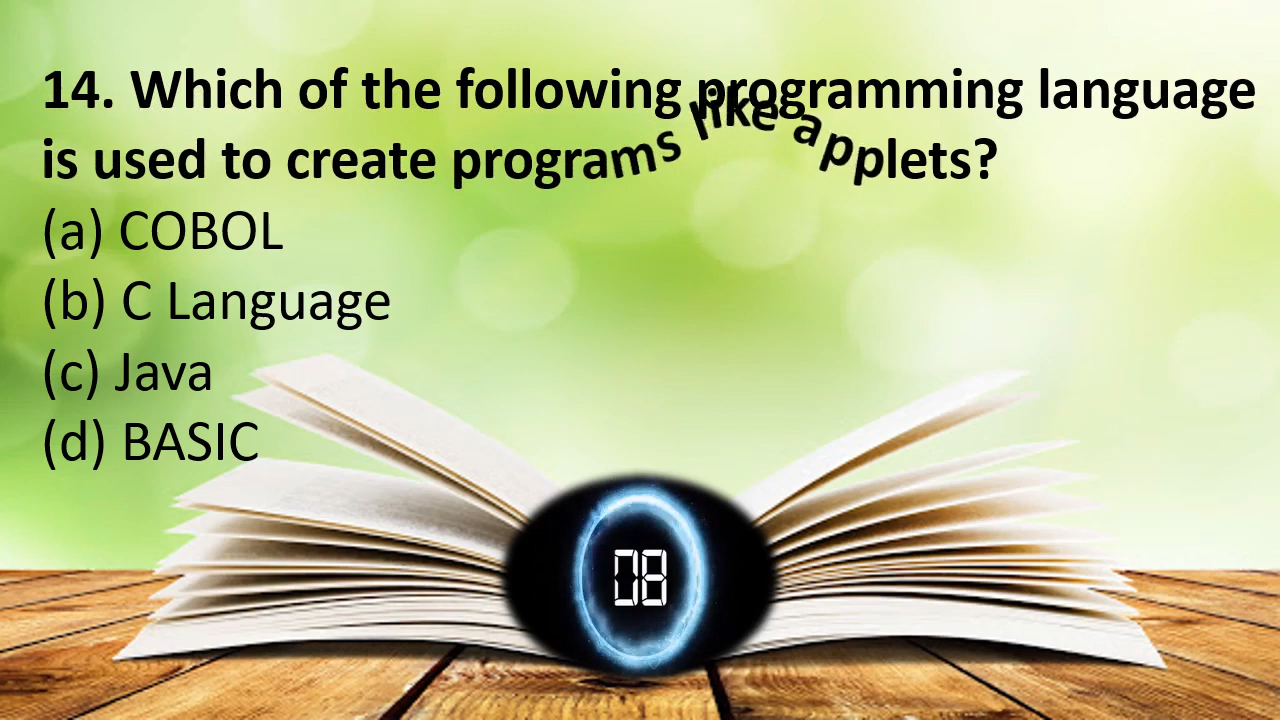 14. Which of the following programming language
is used to create programs like applets?
(a) COBOL
(b) C Language
(c) Java
(d) BASIC
08